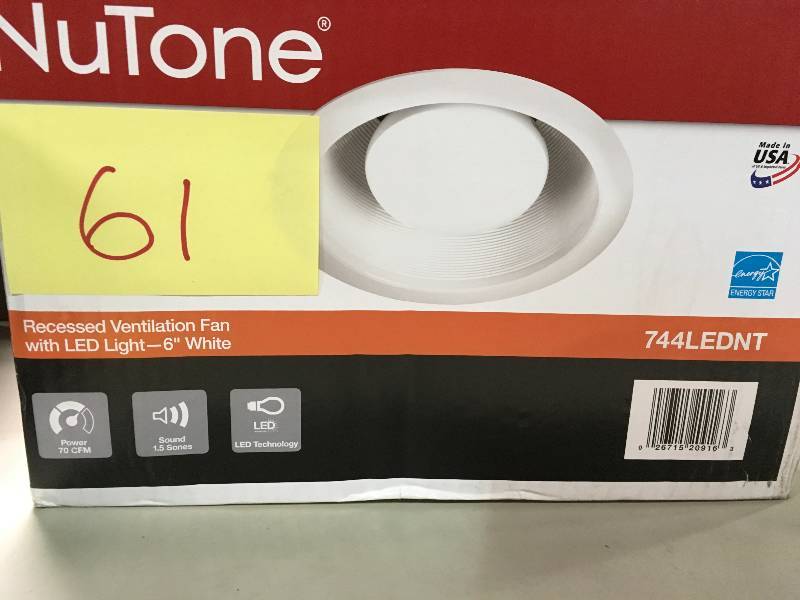 NuTone®
61
Made in
USA
ENERGY STAR
Recessed Ventilation Fan
with LED Light—6" White
744LEDNT
Power
70 CFM
Sound
1.5 Sones
LED
LED Technology
0 26715 20916 3